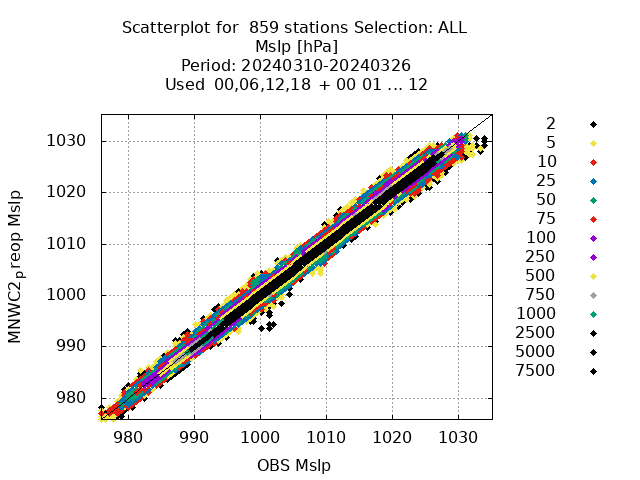 Scatterplot for 859 stations Selection: ALL
Mslp [hPa]
Period: 20240310-20240326
Used 00,06,12,18 + 00 01 ... 12
MNWC2preop Mslp
1030
1020
1010
1000
990
980
980 990 1000 1010 1020 1030
OBS Mslp
2
5
10
25
50
75
100
250
500
750
1000
2500
5000
7500